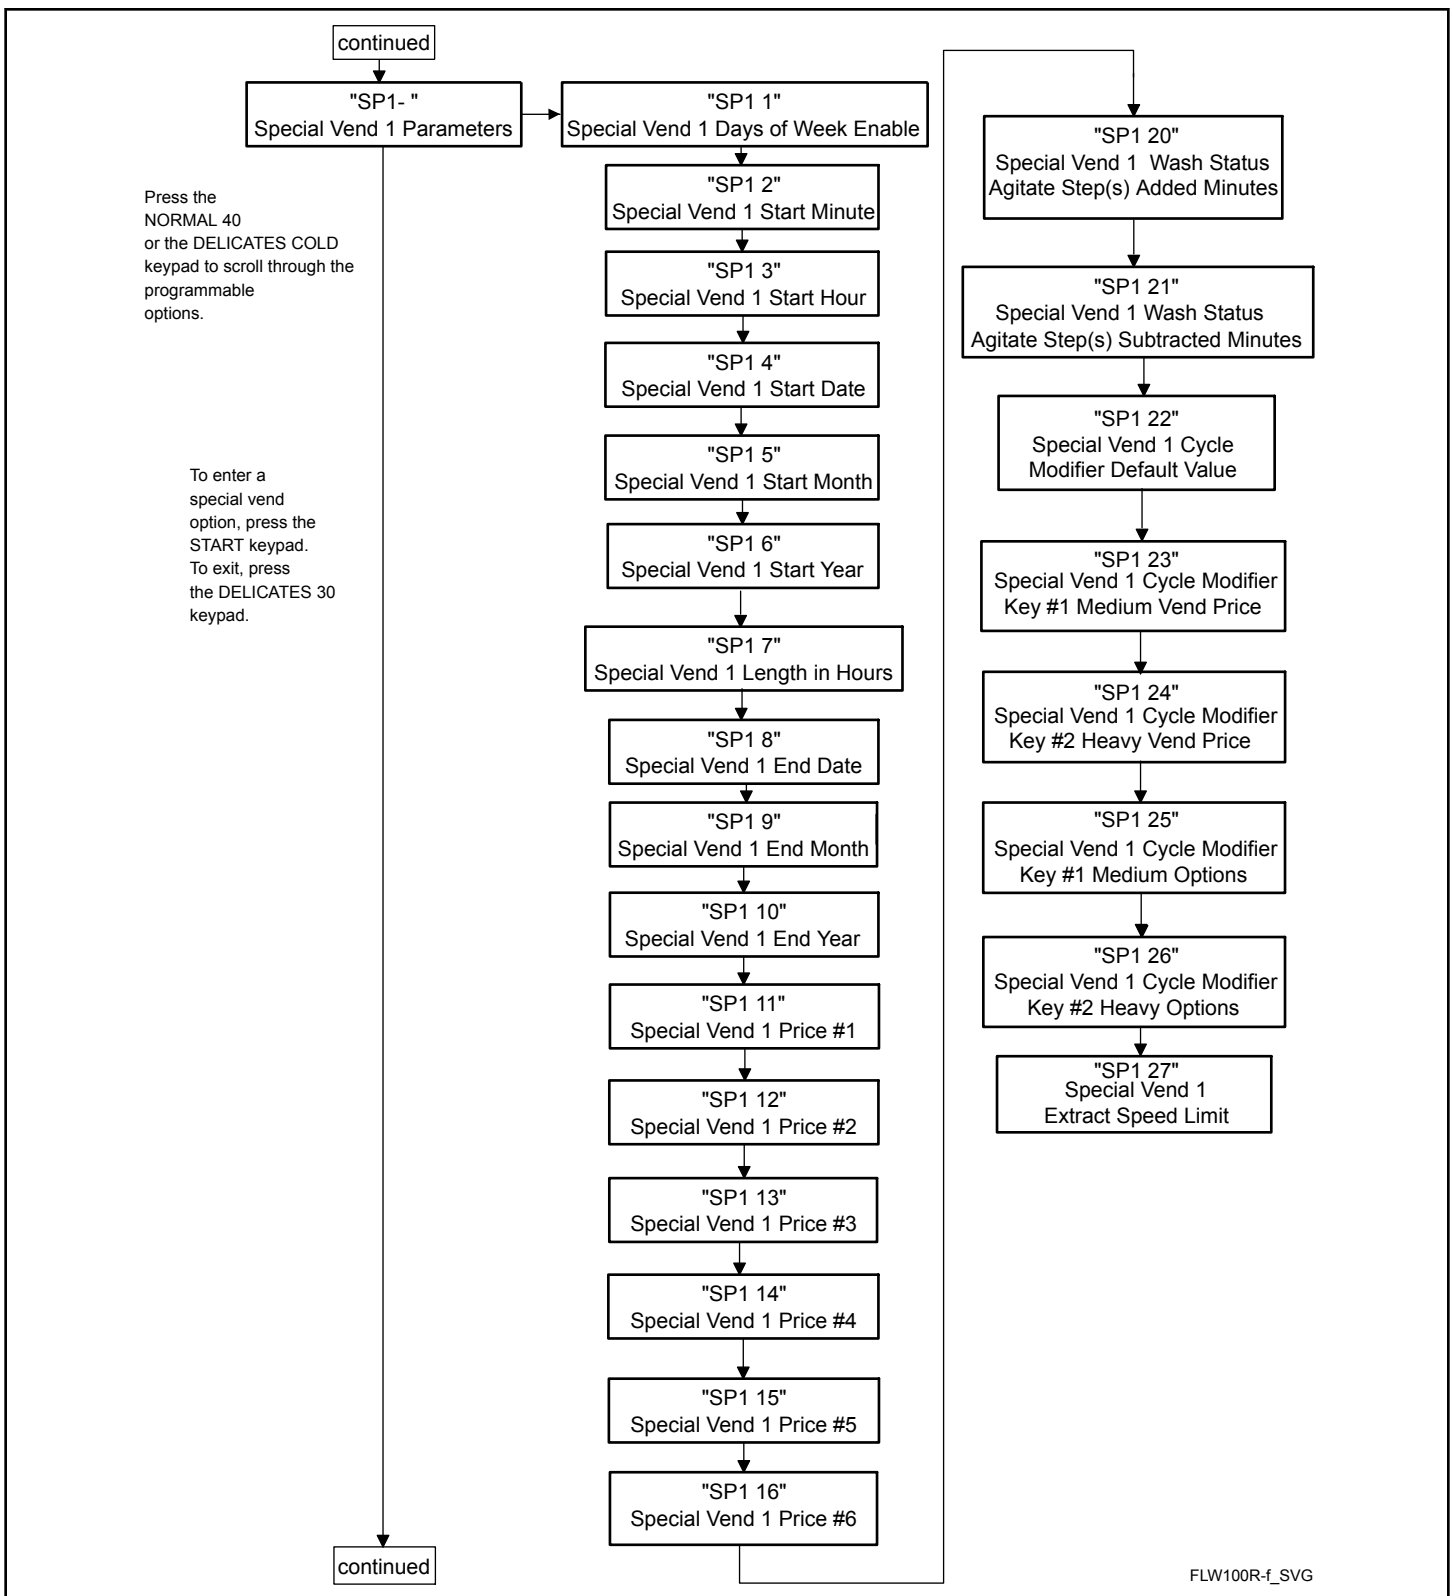 continued
"SP1- "
Special Vend 1 Parameters
Press the
NORMAL 40
or the DELICATES COLD
keypad to scroll through the
programmable
options.
To enter a
special vend
option, press the
START keypad.
To exit, press
the DELICATES 30
keypad.
continued
"SP1 1"
Special Vend 1 Days of Week Enable
"SP1 2"
Special Vend 1 Start Minute
"SP1 3"
Special Vend 1 Start Hour
"SP1 4"
Special Vend 1 Start Date
"SP1 5"
Special Vend 1 Start Month
"SP1 6"
Special Vend 1 Start Year
"SP1 7"
Special Vend 1 Length in Hours
"SP1 8"
Special Vend 1 End Date
"SP1 9"
Special Vend 1 End Month
"SP1 10"
Special Vend 1 End Year
"SP1 11"
Special Vend 1 Price #1
"SP1 12"
Special Vend 1 Price #2
"SP1 13"
Special Vend 1 Price #3
"SP1 14"
Special Vend 1 Price #4
"SP1 15"
Special Vend 1 Price #5
"SP1 16"
Special Vend 1 Price #6
"SP1 20"
Special Vend 1 Wash Status
Agitate Step(s) Added Minutes
"SP1 21"
Special Vend 1 Wash Status
Agitate Step(s) Subtracted Minutes
"SP1 22"
Special Vend 1 Cycle
Modifier Default Value
"SP1 23"
Special Vend 1 Cycle Modifier
Key #1 Medium Vend Price
"SP1 24"
Special Vend 1 Cycle Modifier
Key #2 Heavy Vend Price
"SP1 25"
Special Vend 1 Cycle Modifier
Key #1 Medium Options
"SP1 26"
Special Vend 1 Cycle Modifier
Key #2 Heavy Options
"SP1 27"
Special Vend 1
Extract Speed Limit
FLW100R-f_SVG